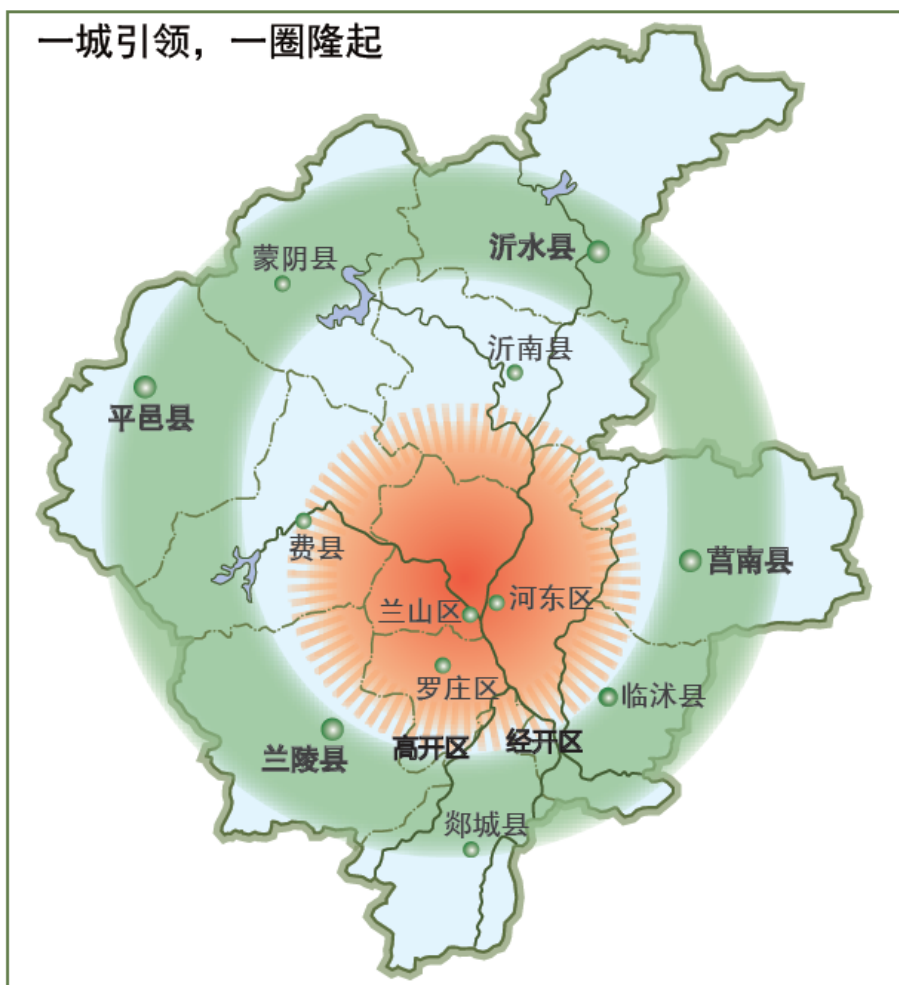 一城引领，一圈隆起
沂水县
蒙阴县
沂南县
平邑县
费县
莒南县
兰山区
河东区
罗庄区
临沭县
高开区
经开区
兰陵县
郯城县